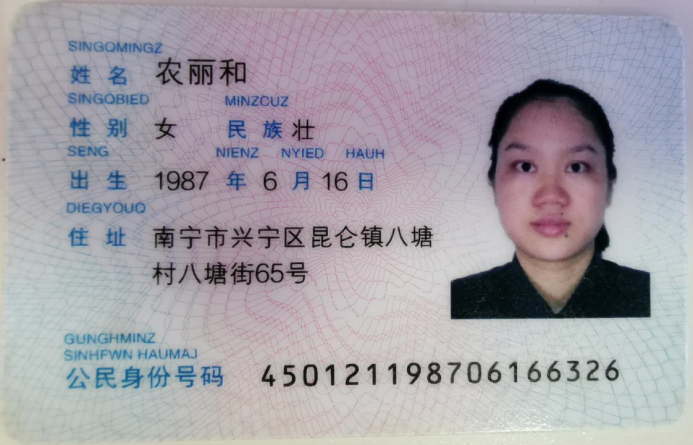 SINGQMINGZ
姓 名 农丽和
SINGQBIED MINZCUZ
性 别 女 民 族 壮
SENG NIENZ NYIED HAUH
出 生 1987 年 6 月 16 日
DIEGYOUQ
住 址 南宁市兴宁区昆仑镇八塘
村八塘街65号
GUNGHMINZ
SINHFWN HAUMAJ
公民身份号码 450121198706166326